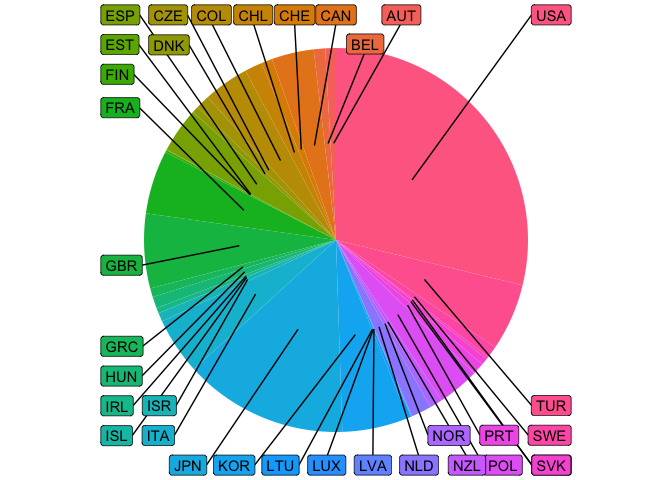 ESP CZE COL CHL CHE CAN AUT USA
EST DNK BEL
FIN
FRA
GBR
GRC
HUN
IRL ISR TUR
ISL ITA NOR PRT SWE
JPN KOR LTU LUX LVA NLD NZL POL SVK